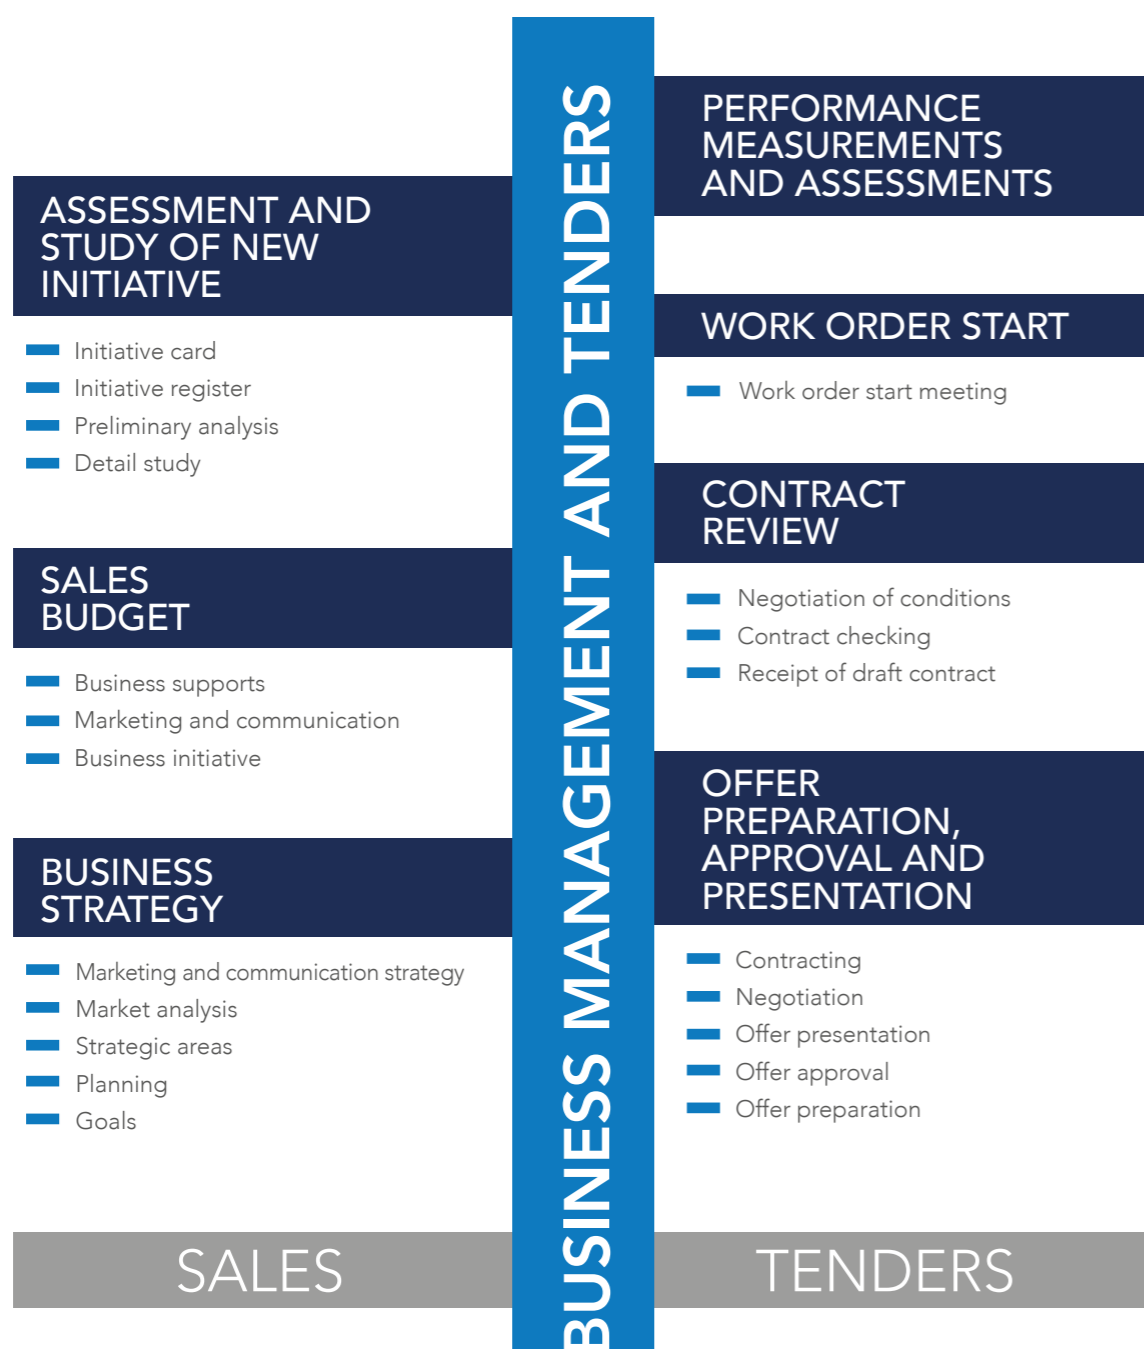 ASSESSMENT AND
STUDY OF NEW
INITIATIVE
Initiative card
Initiative register
Preliminary analysis
Detail study
SALES
BUDGET
Business supports
Marketing and communication
Business initiative
BUSINESS
STRATEGY
Marketing and communication strategy
Market analysis
Strategic areas
Planning
Goals
SALES
BUSINESS MANAGEMENT AND TENDERS
PERFORMANCE
MEASUREMENTS
AND ASSESSMENTS
WORK ORDER START
Work order start meeting
CONTRACT
REVIEW
Negotiation of conditions
Contract checking
Receipt of draft contract
OFFER
PREPARATION,
APPROVAL AND
PRESENTATION
Contracting
Negotiation
Offer presentation
Offer approval
Offer preparation
TENDERS